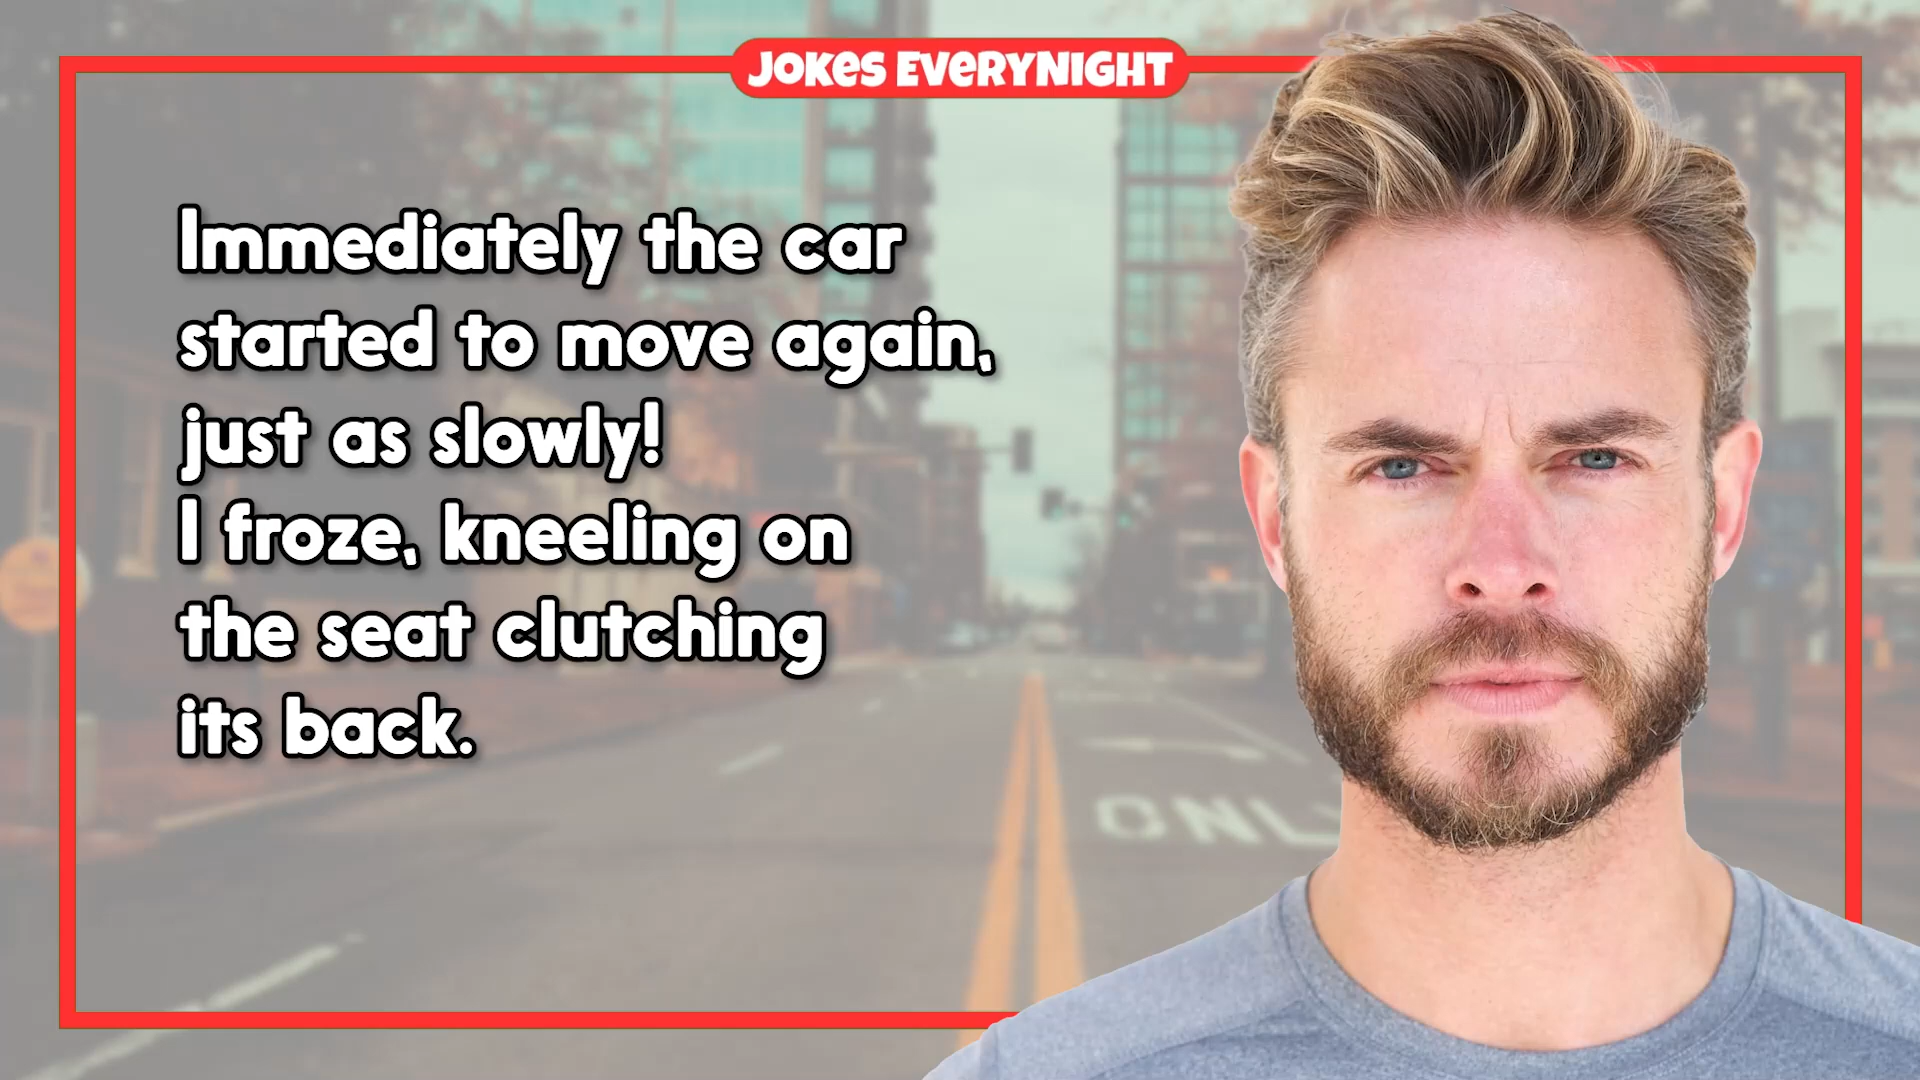 JOKES EVERYNIGHT
Immediately the car
started to move again,
just as slowly!
I froze, kneeling on
the seat clutching
its back.
ONLY